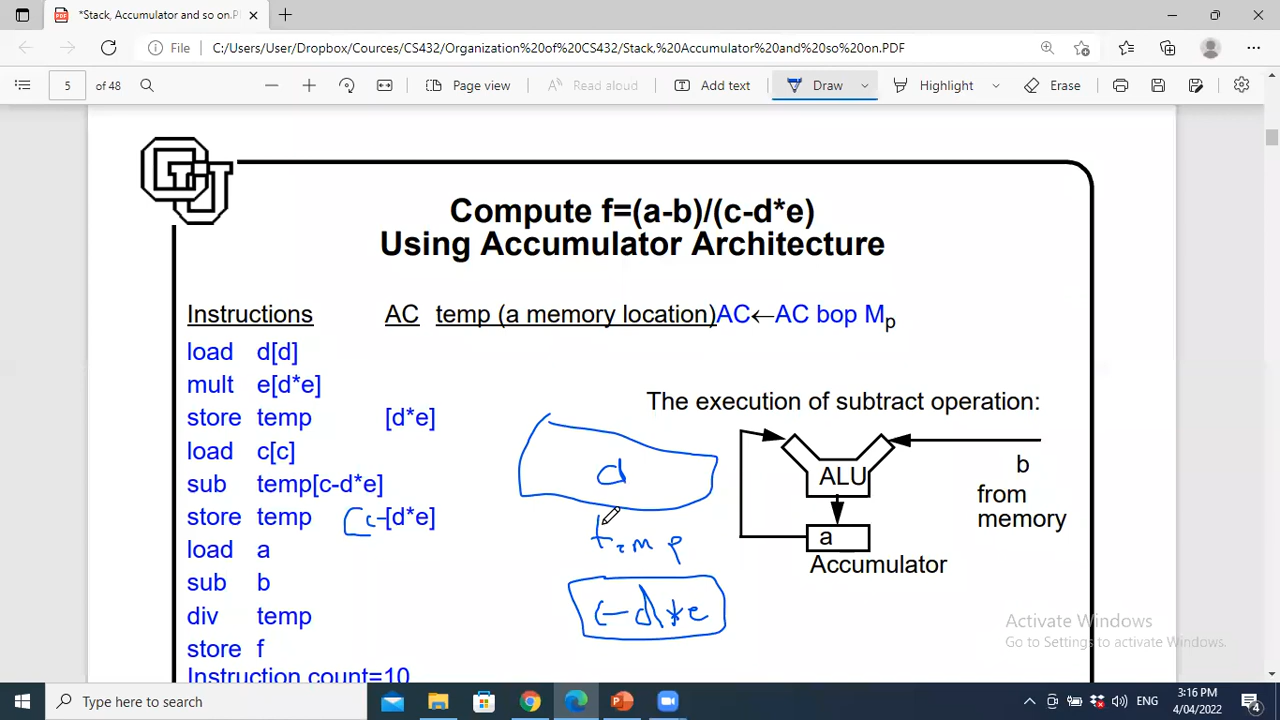 *Stack, Accumulator and so on.P
File C:/Users/User/Dropbox/Cources/CS432/Organization%20of%20CS432/Stack,%20Accumulator%20and%20so%20on.PDF
5 of 48 Page view Read aloud Add text Draw Highlight Erase
Compute f=(a-b)/(c-d*e)
Using Accumulator Architecture
Instructions AC temp (a memory location) AC←AC bop Mp
load d[d]
mult e[d*e]
store temp [d*e]
load c[c]
sub temp[c-d*e]
store temp [c-[d*e]
load a
sub b
div temp
store f
Instruction count=10
The execution of subtract operation:
ALU
b
from
memory
a
Accumulator
d
temp
c-d*e
Activate Windows
Go to Settings to activate Windows.
Type here to search
ENG
3:16 PM
4/04/2022
4